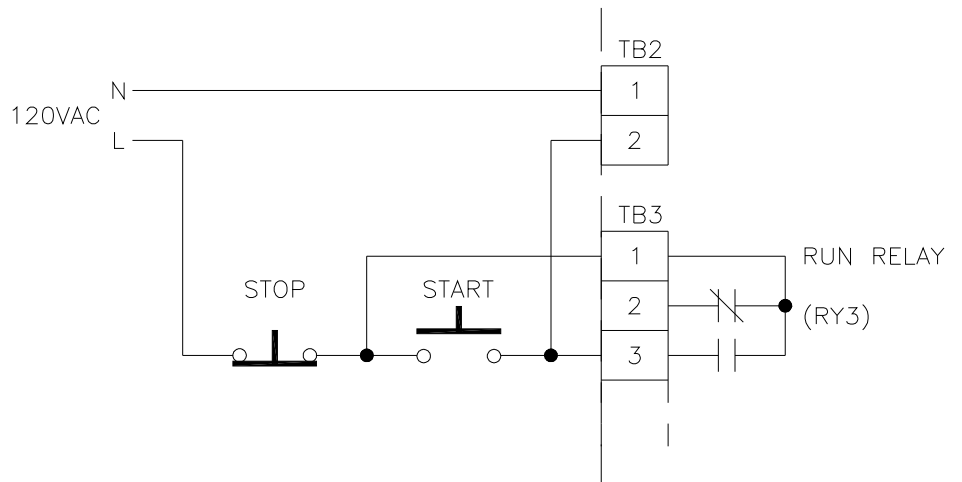 TB2
N
1
120VAC
L
2
TB3
1
RUN RELAY
STOP
START
2
(RY3)
3